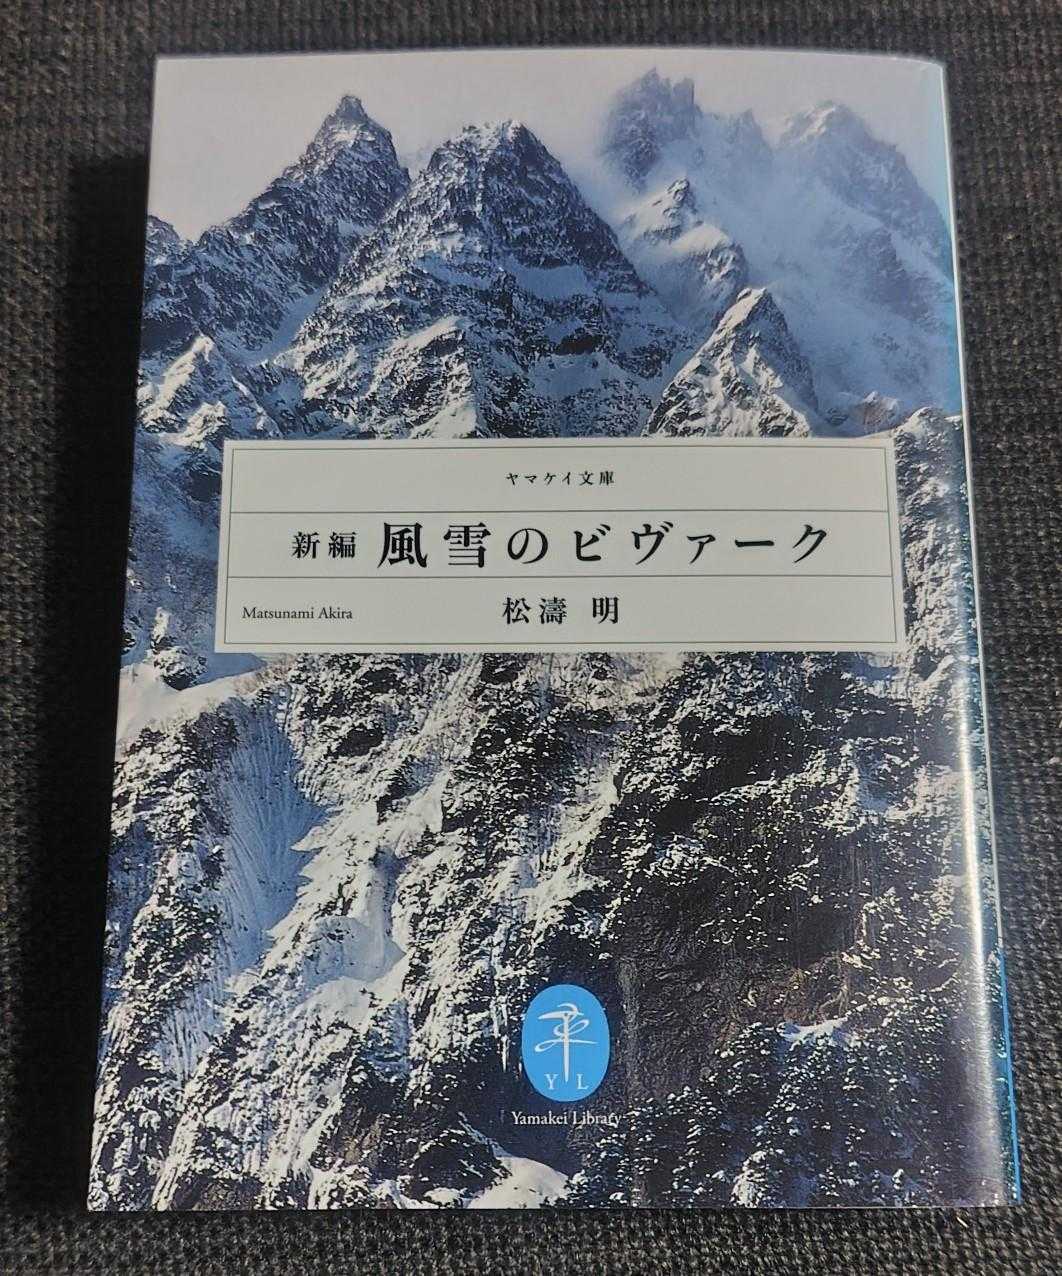 ヤマケイ文庫
新編 風雪のビヴァーク
Matsunami Akira 松濤 明
Y L
Yamakei Library